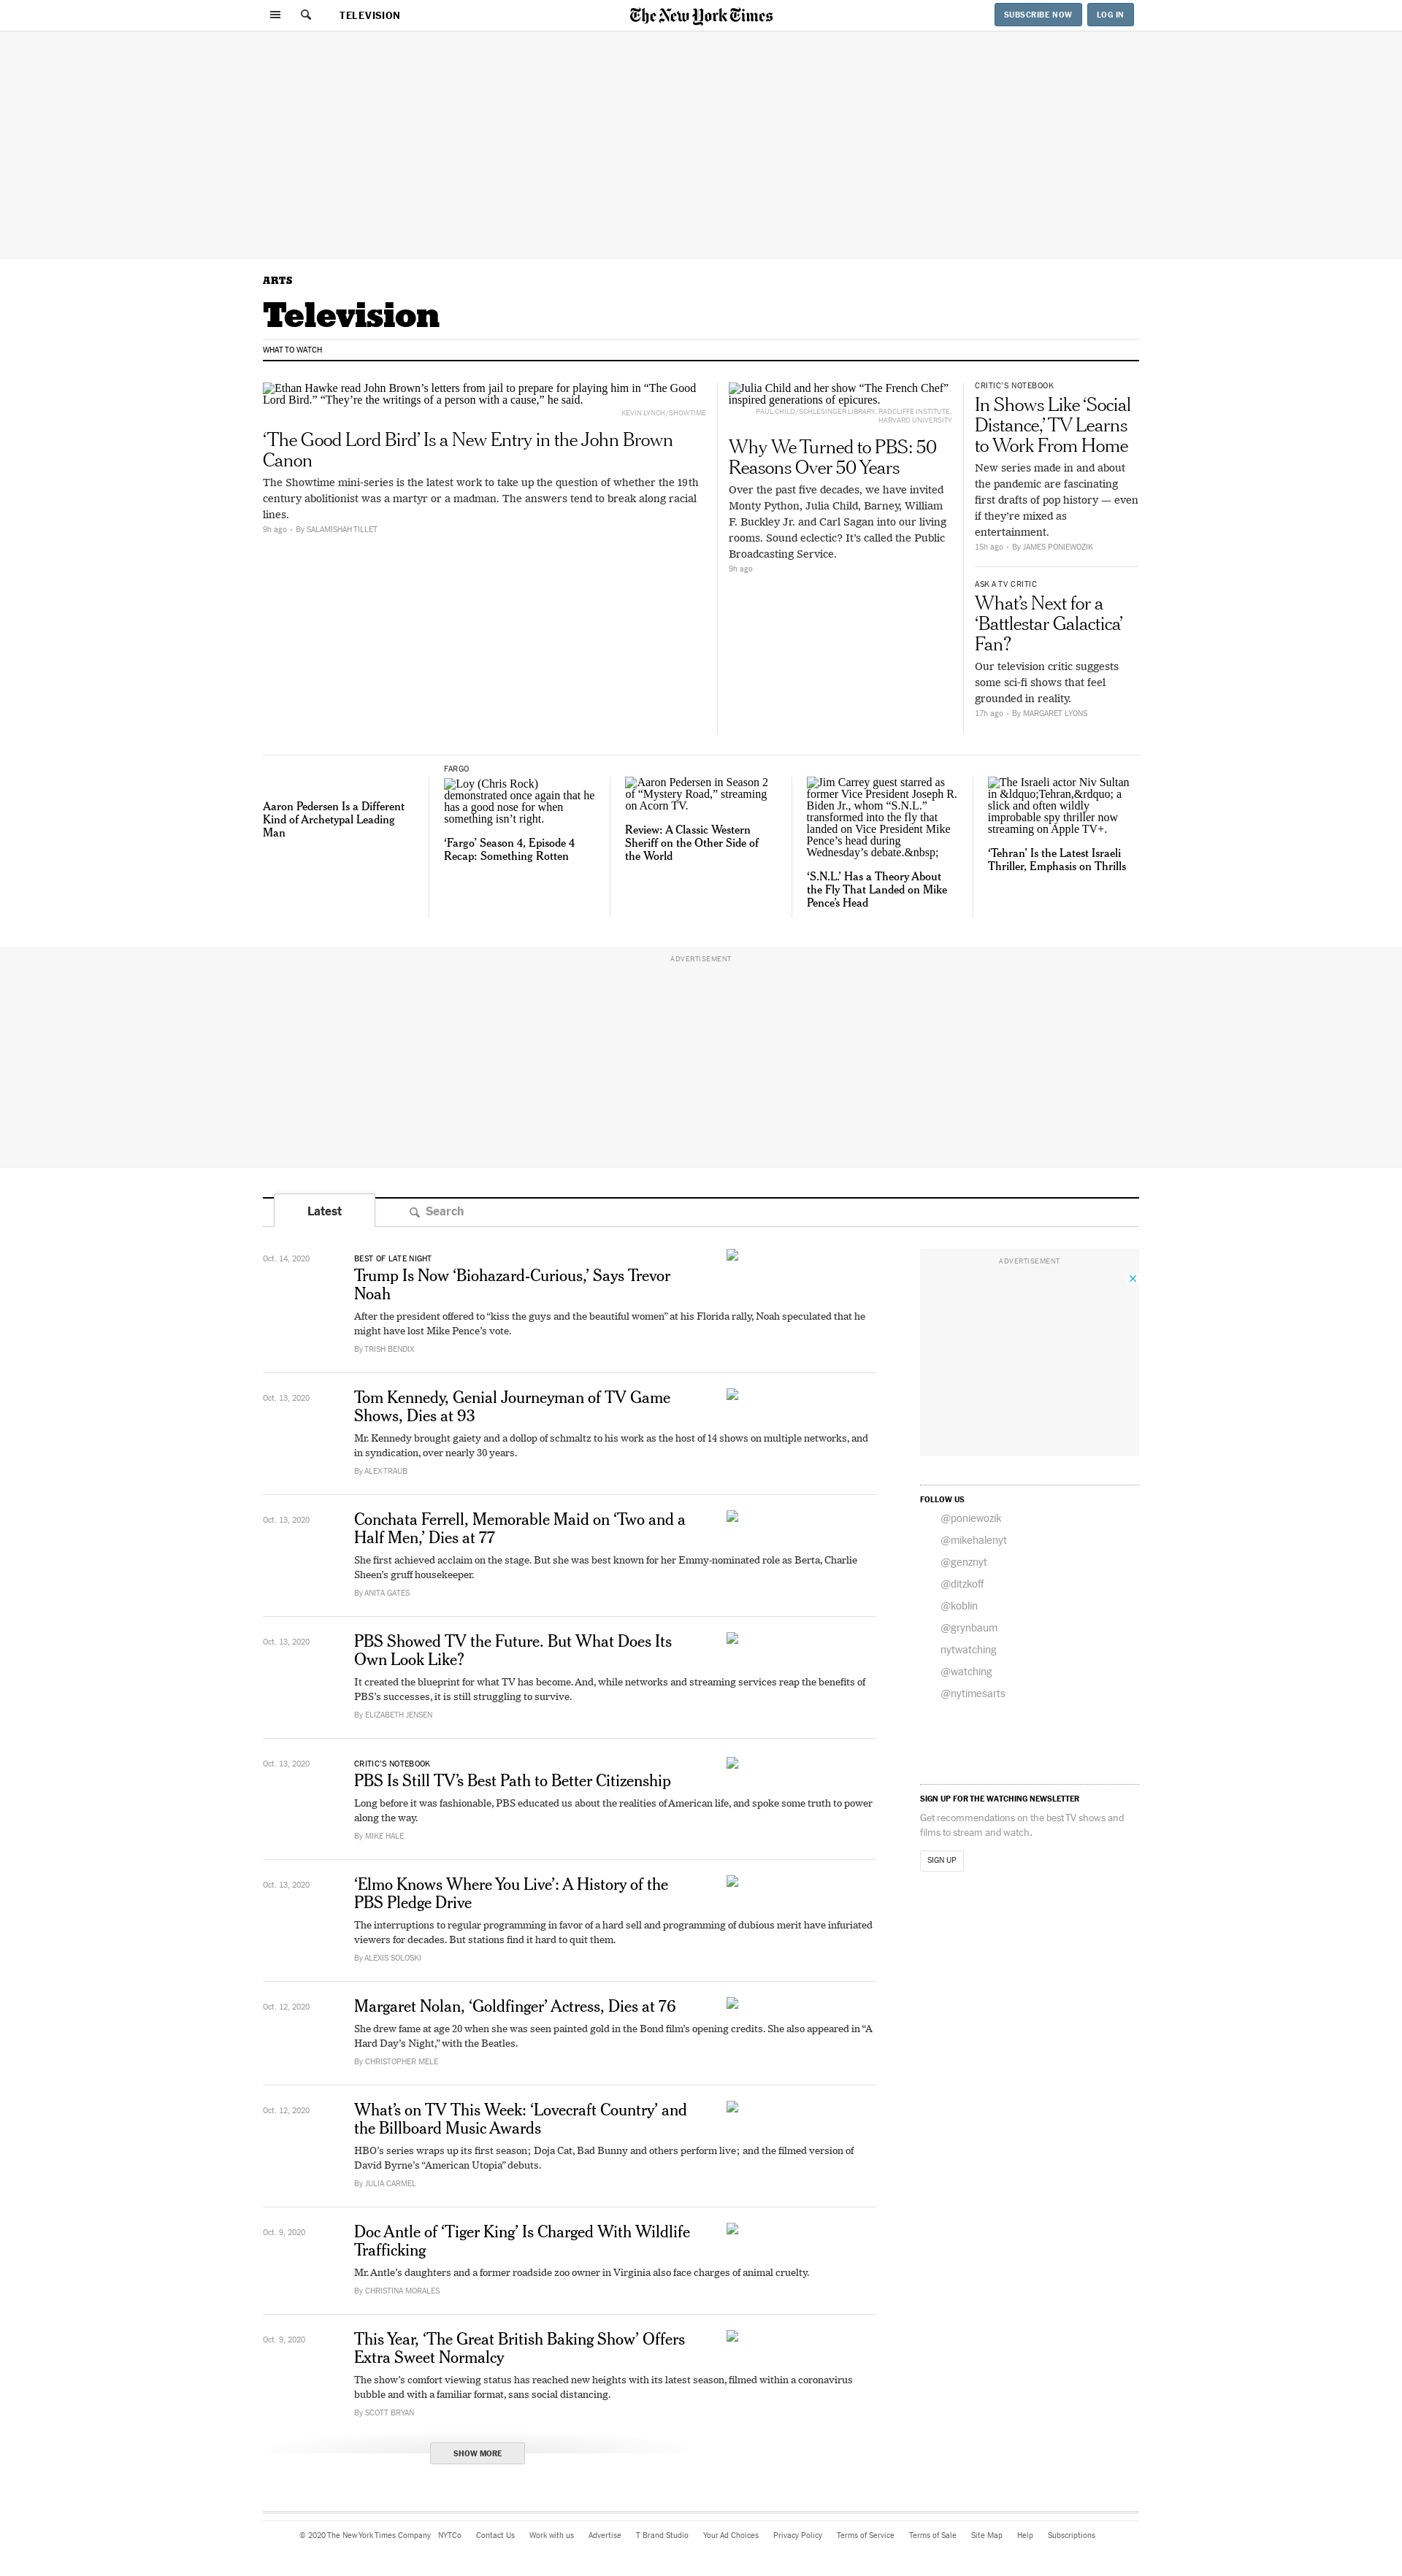 TELEVISION
The New York Times
SUBSCRIBE NOW
LOG IN
ARTS
Television
WHAT TO WATCH
Ethan Hawke read John Brown’s letters from jail to prepare for playing him in “The Good
Lord Bird.” “They’re the writings of a person with a cause,” he said.
KEVIN LYNCH/SHOWTIME
‘The Good Lord Bird’ Is a New Entry in the John Brown
Canon
The Showtime mini-series is the latest work to take up the question of whether the 19th
century abolitionist was a martyr or a madman. The answers tend to break along racial
lines.
9h ago • By SALAMISHAH TILLET
Julia Child and her show “The French Chef”
inspired generations of epicures.
PAUL CHILD/SCHLESINGER LIBRARY, RADCLIFFE INSTITUTE,
HARVARD UNIVERSITY
Why We Turned to PBS: 50
Reasons Over 50 Years
Over the past five decades, we have invited
Monty Python, Julia Child, Barney, William
F. Buckley Jr. and Carl Sagan into our living
rooms. Sound eclectic? It’s called the Public
Broadcasting Service.
9h ago
CRITIC’S NOTEBOOK
In Shows Like ‘Social
Distance,’ TV Learns
to Work From Home
New series made in and about
the pandemic are fascinating
first drafts of pop history — even
if they’re mixed as
entertainment.
15h ago • By JAMES PONIEWOZIK
ASK A TV CRITIC
What’s Next for a
‘Battlestar Galactica’
Fan?
Our television critic suggests
some sci-fi shows that feel
grounded in reality.
17h ago • By MARGARET LYONS
Aaron Pedersen Is a Different
Kind of Archetypal Leading
Man
FARGO
Loy (Chris Rock)
demonstrated once again that he
has a good nose for when
something isn’t right.
‘Fargo’ Season 4, Episode 4
Recap: Something Rotten
Aaron Pedersen in Season 2
of “Mystery Road,” streaming
on Acorn TV.
Review: A Classic Western
Sheriff on the Other Side of
the World
Jim Carrey guest starred as
former Vice President Joseph R.
Biden Jr., whom “S.N.L.”
transformed into the fly that
landed on Vice President Mike
Pence’s head during
Wednesday’s debate.&nbsp;
‘S.N.L.’ Has a Theory About
the Fly That Landed on Mike
Pence’s Head
The Israeli actor Niv Sultan
in &ldquo;Tehran,&rdquo; a
slick and often wildly
improbable spy thriller now
streaming on Apple TV+.
‘Tehran’ Is the Latest Israeli
Thriller, Emphasis on Thrills
ADVERTISEMENT
Latest
Search
Oct. 14, 2020
BEST OF LATE NIGHT
Trump Is Now ‘Biohazard-Curious,’ Says Trevor
Noah
After the president offered to “kiss the guys and the beautiful women” at his Florida rally, Noah speculated that he
might have lost Mike Pence’s vote.
By TRISH BENDIX
Oct. 13, 2020
Tom Kennedy, Genial Journeyman of TV Game
Shows, Dies at 93
Mr. Kennedy brought gaiety and a dollop of schmaltz to his work as the host of 14 shows on multiple networks, and
in syndication, over nearly 30 years.
By ALEX TRAUB
Oct. 13, 2020
Conchata Ferrell, Memorable Maid on ‘Two and a
Half Men,’ Dies at 77
She first achieved acclaim on the stage. But she was best known for her Emmy-nominated role as Berta, Charlie
Sheen’s gruff housekeeper.
By ANITA GATES
Oct. 13, 2020
PBS Showed TV the Future. But What Does Its
Own Look Like?
It created the blueprint for what TV has become. And, while networks and streaming services reap the benefits of
PBS’s successes, it is still struggling to survive.
By ELIZABETH JENSEN
Oct. 13, 2020
CRITIC’S NOTEBOOK
PBS Is Still TV’s Best Path to Better Citizenship
Long before it was fashionable, PBS educated us about the realities of American life, and spoke some truth to power
along the way.
By MIKE HALE
Oct. 13, 2020
‘Elmo Knows Where You Live’: A History of the
PBS Pledge Drive
The interruptions to regular programming in favor of a hard sell and programming of dubious merit have infuriated
viewers for decades. But stations find it hard to quit them.
By ALEXIS SOLOSKI
Oct. 12, 2020
Margaret Nolan, ‘Goldfinger’ Actress, Dies at 76
She drew fame at age 20 when she was seen painted gold in the Bond film’s opening credits. She also appeared in “A
Hard Day’s Night,” with the Beatles.
By CHRISTOPHER MELE
Oct. 12, 2020
What’s on TV This Week: ‘Lovecraft Country’ and
the Billboard Music Awards
HBO’s series wraps up its first season; Doja Cat, Bad Bunny and others perform live; and the filmed version of
David Byrne’s “American Utopia” debuts.
By JULIA CARMEL
Oct. 9, 2020
Doc Antle of ‘Tiger King’ Is Charged With Wildlife
Trafficking
Mr. Antle’s daughters and a former roadside zoo owner in Virginia also face charges of animal cruelty.
By CHRISTINA MORALES
Oct. 9, 2020
This Year, ‘The Great British Baking Show’ Offers
Extra Sweet Normalcy
The show’s comfort viewing status has reached new heights with its latest season, filmed within a coronavirus
bubble and with a familiar format, sans social distancing.
By SCOTT BRYAN
SHOW MORE
ADVERTISEMENT
FOLLOW US
@poniewozik
@mikehalenyt
@genznyt
@ditzkoff
@koblin
@grynbaum
nytwatching
@watching
@nytimesarts
SIGN UP FOR THE WATCHING NEWSLETTER
Get recommendations on the best TV shows and
films to stream and watch.
SIGN UP
© 2020 The New York Times Company NYTCo Contact Us Work with us Advertise T Brand Studio Your Ad Choices Privacy Policy Terms of Service Terms of Sale Site Map Help Subscriptions